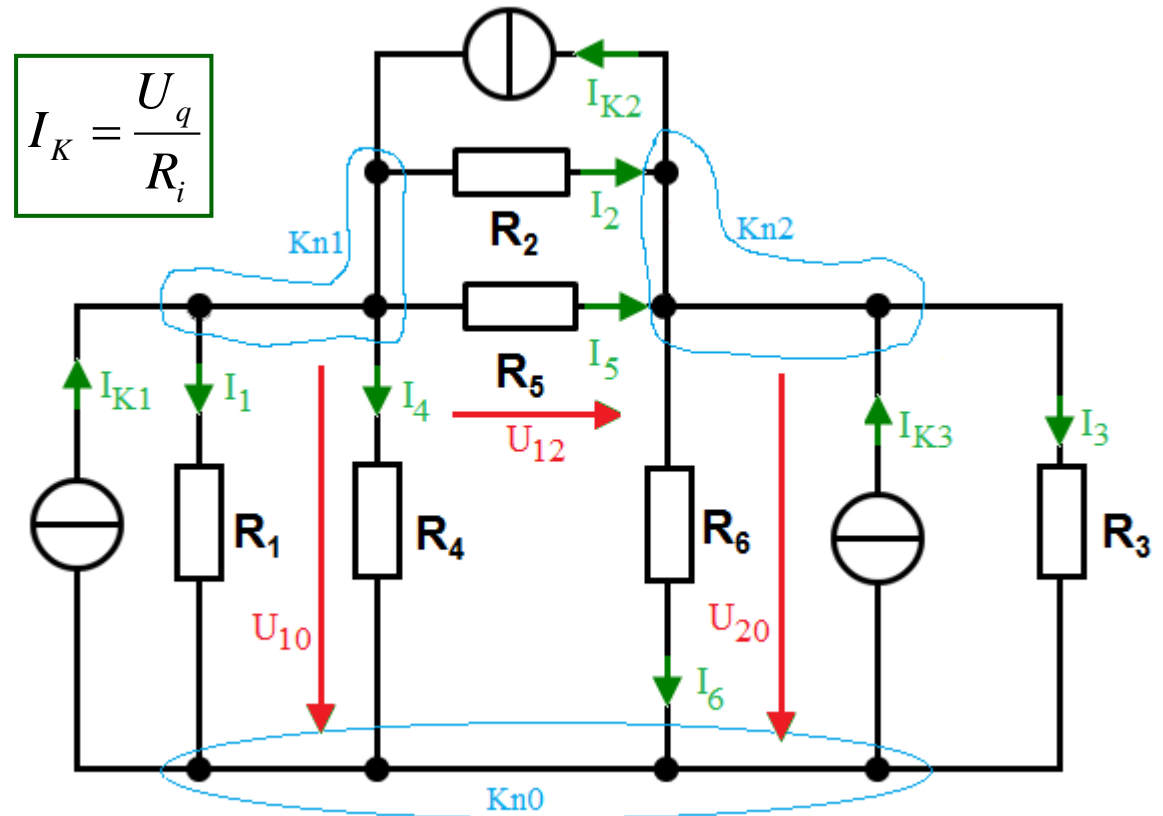 I_K = U_q / R_i
I_K2
I_2
R_2
Kn1
Kn2
I_K1
I_1
I_4
R_5
I_5
U_12
I_K3
I_3
R_1
R_4
R_6
R_3
U_10
U_20
I_6
Kn0